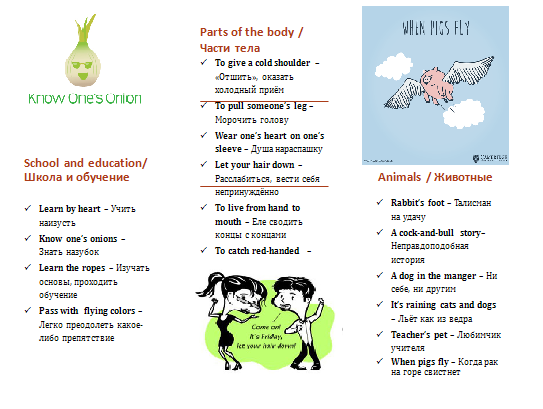 Know One's Onion
School and education/
Школа и обучение
Learn by heart – Учить
наизусть
Know one's onions –
Знать назубок
Learn the ropes – Изучать
основы, проходить
обучение
Pass with flying colors –
Легко преодолеть какое-
либо препятствие
Parts of the body /
Части тела
To give a cold shoulder –
«Отшить», оказать
холодный приём
To pull someone's leg –
Морочить голову
Wear one's heart on one's
sleeve – Душа нараспашку
Let your hair down –
Расслабиться, вести себя
непринуждённо
To live from hand to
mouth – Еле сводить
концы с концами
To catch red-handed –
Come on!
It's Friday,
let your hair down!
WHEN PIGS FLY
Animals / Животные
Rabbit's foot – Талисман
на удачу
A cock-and-bull story–
Неправдоподобная
история
A dog in the manger – Ни
себе, ни другим
It's raining cats and dogs
– Льёт как из ведра
Teacher's pet – Любимчик
учителя
When pigs fly – Когда рак
на горе свистнет